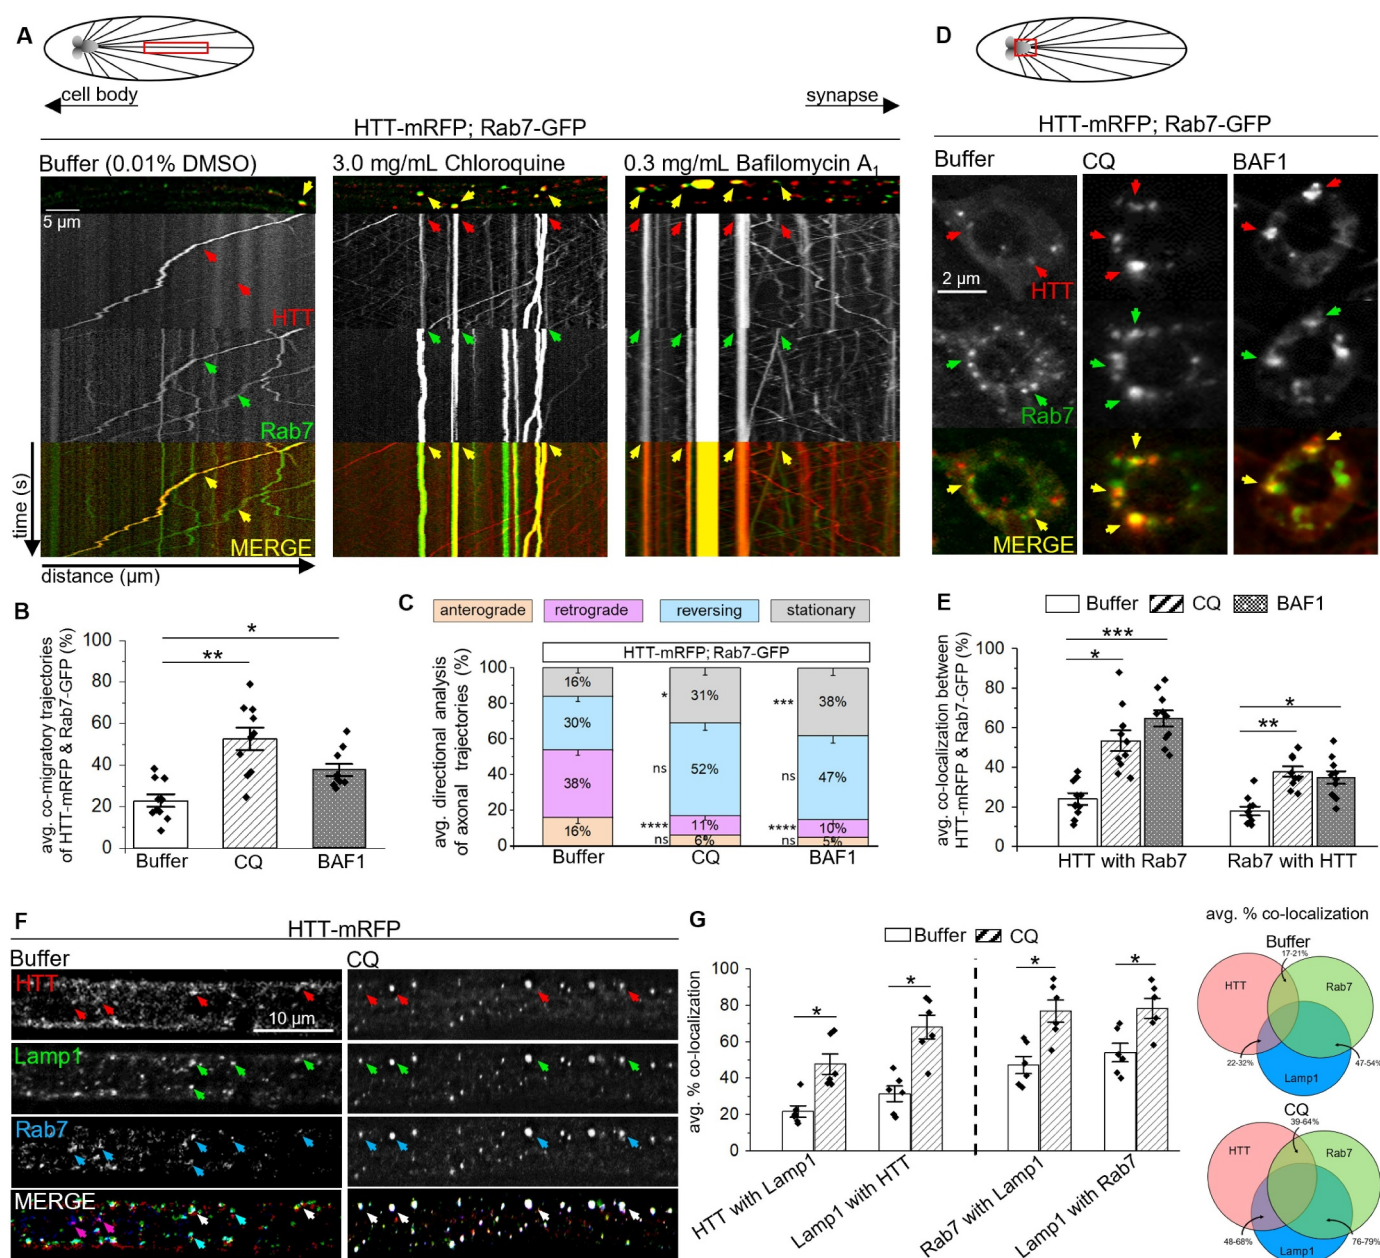 A
cell body
synapse
HTT-mRFP; Rab7-GFP
Buffer (0.01% DMSO)
3.0 mg/mL Chloroquine
0.3 mg/mL Bafilomycin A1
5 µm
HTT
Rab7
MERGE
time (s)
distance (µm)
D
HTT-mRFP; Rab7-GFP
Buffer
CQ
BAF1
HTT
2 µm
Rab7
MERGE
B
avg. co-migratory trajectories
of HTT-mRFP & Rab7-GFP (%)
100
80
60
40
20
0
*
**
Buffer
CQ
BAF1
C
anterograde
retrograde
reversing
stationary
HTT-mRFP; Rab7-GFP
avg. directional analysis
of axonal trajectories (%)
100
80
60
40
20
0
16%
30%
38%
16%
*
31%
ns
52%
****
11%
ns
6%
***
38%
ns
47%
****
10%
ns
5%
Buffer
CQ
BAF1
E
Buffer
CQ
BAF1
avg. co-localization between
HTT-mRFP & Rab7-GFP (%)
100
80
60
40
20
0
***
*
*
**
HTT with Rab7
Rab7 with HTT
F
HTT-mRFP
Buffer
CQ
HTT
10 µm
Lamp1
Rab7
MERGE
G
Buffer
CQ
avg. % co-localization
100
80
60
40
20
0
*
*
*
*
HTT with Lamp1
Lamp1 with HTT
Rab7 with Lamp1
Lamp1 with Rab7
avg. % co-localization
Buffer
17-21%
HTT
Rab7
22-32%
47-54%
Lamp1
CQ
39-64%
HTT
Rab7
48-68%
76-79%
Lamp1